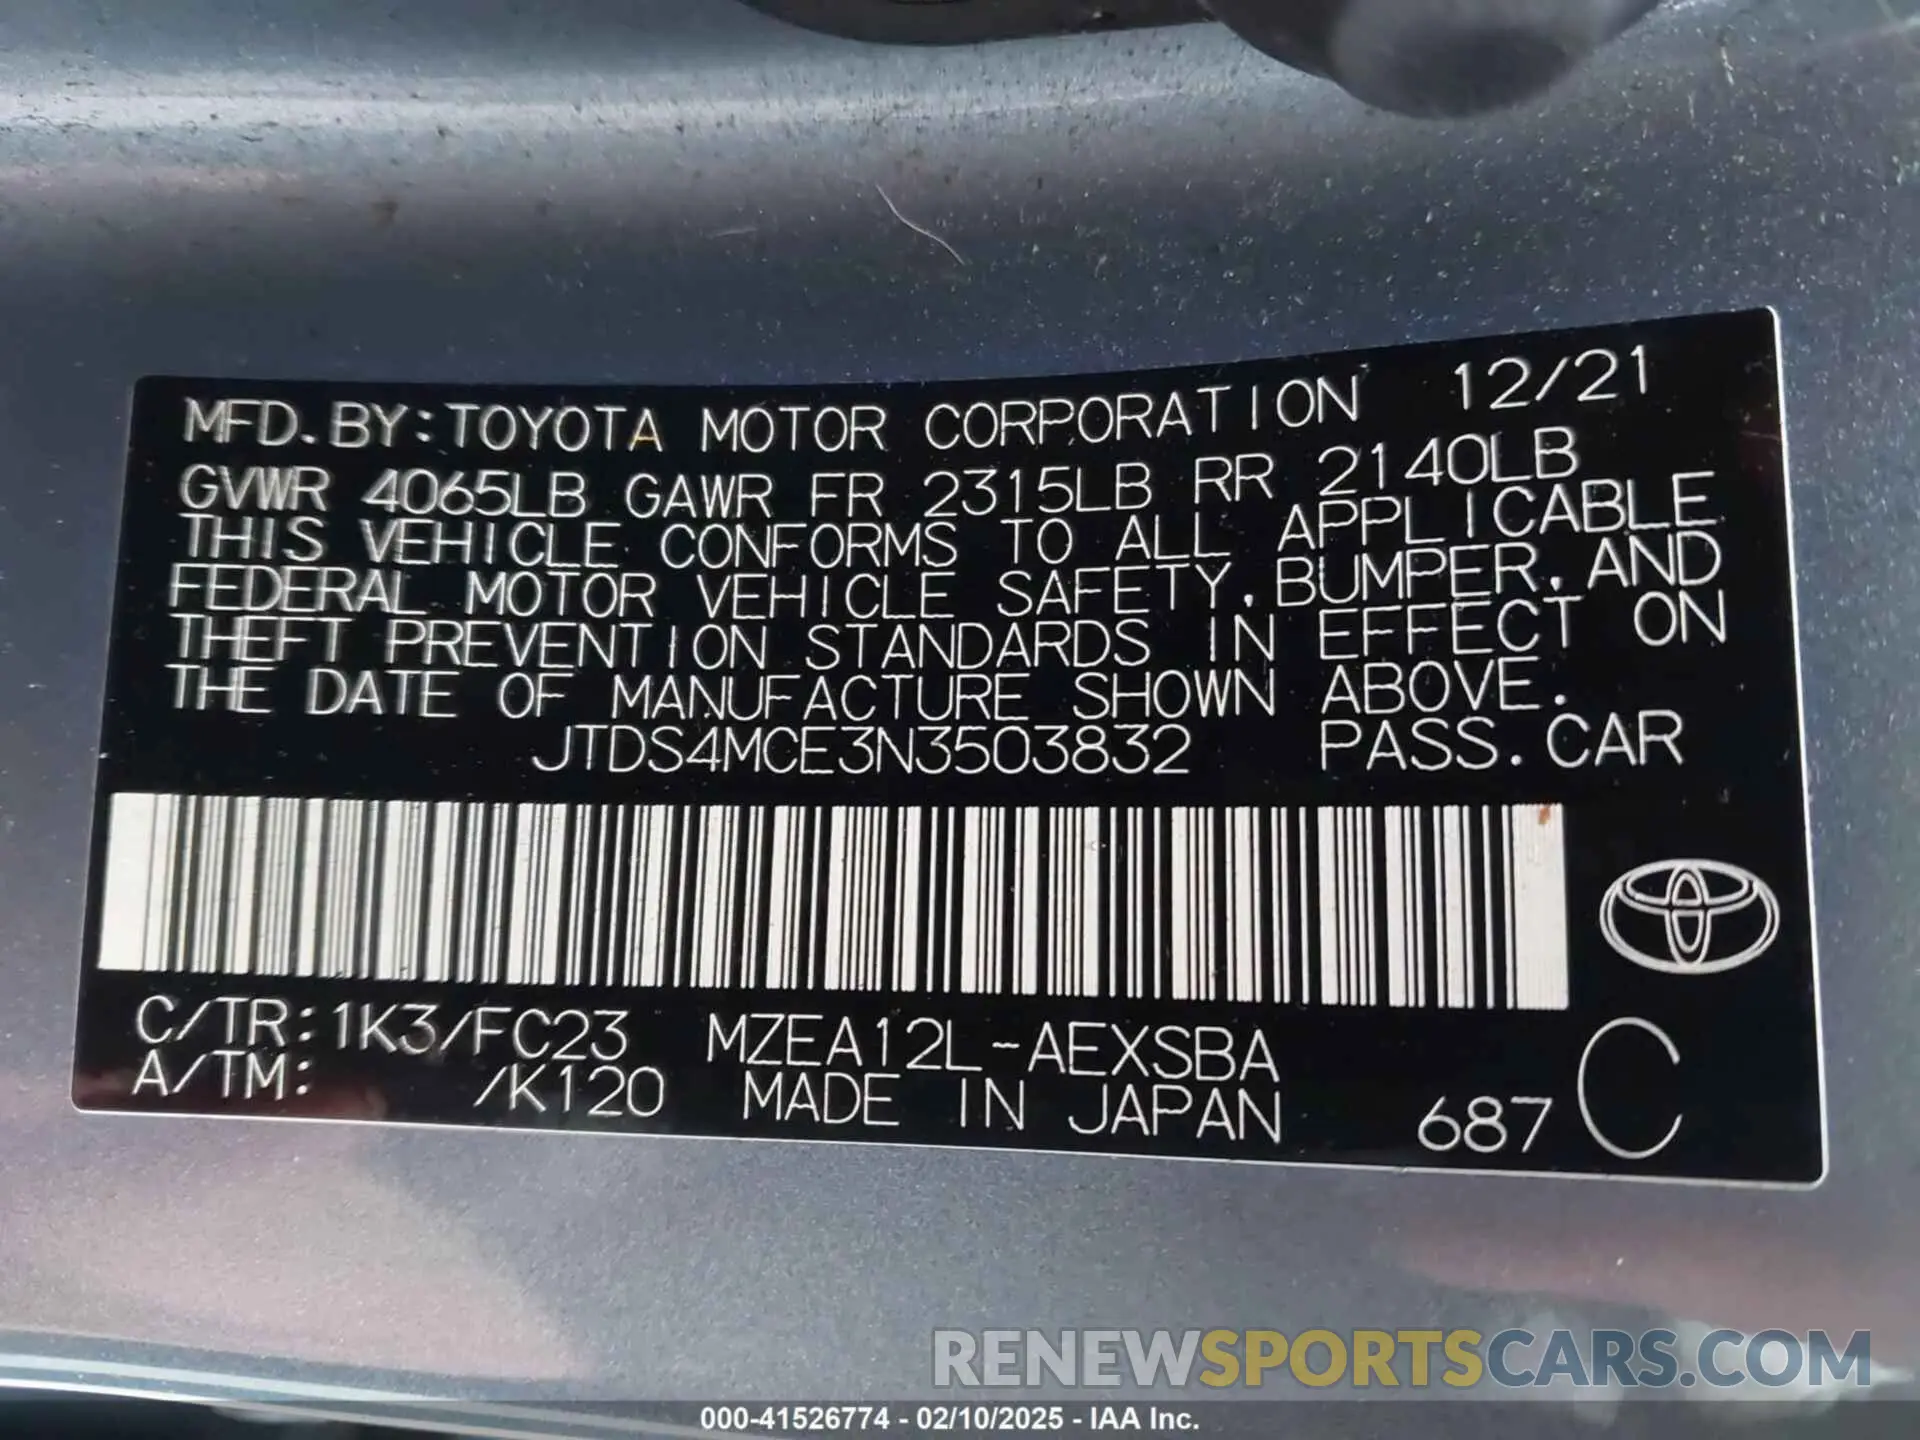 MFD. BY: TOYOTA MOTOR CORPORATION 12/21
GVWR 4065LB GAWR FR 2315LB RR 2140LB
THIS VEHICLE CONFORMS TO ALL APPLICABLE
FEDERAL MOTOR VEHICLE SAFETY, BUMPER, AND
THEFT PREVENTION STANDARDS IN EFFECT ON
THE DATE OF MANUFACTURE SHOWN ABOVE.
JTDS4MCE3N3503832 PASS. CAR
C/TR: 1K3/FC23 MZEA12L-AEXSBA
A/TM: /K120 MADE IN JAPAN 687 C
RENEWSPORTSCARS.COM
000-41526774 - 02/10/2025 - IAA Inc.